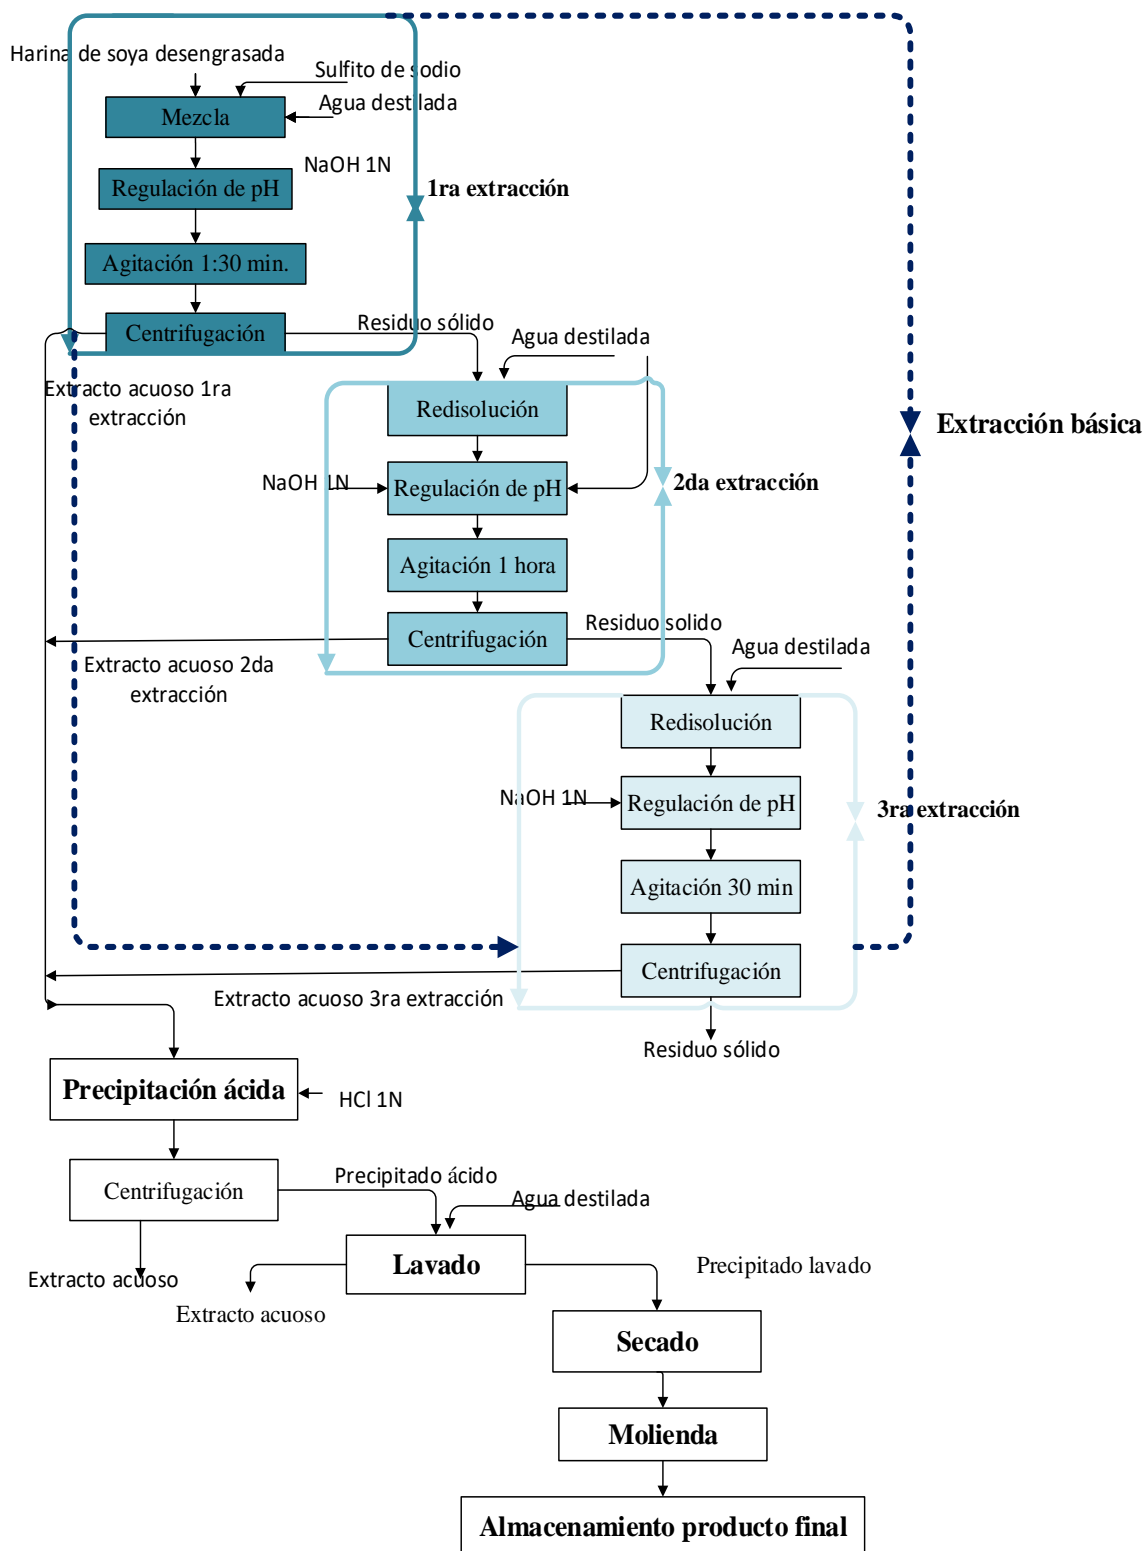 Harina de soya desengrasada
Sulfito de sodio
Agua destilada
Mezcla
NaOH 1N
Regulación de pH
1ra extracción
Agitación 1:30 min.
Centrifugación
Residuo sólido
Agua destilada
Extracto acuoso 1ra
extracción
Redisolución
Extracción básica
NaOH 1N
Regulación de pH
2da extracción
Agitación 1 hora
Centrifugación
Residuo solido
Agua destilada
Extracto acuoso 2da
extracción
Redisolución
NaOH 1N
Regulación de pH
3ra extracción
Agitación 30 min
Centrifugación
Extracto acuoso 3ra extracción
Residuo sólido
Precipitación ácida
HCl 1N
Centrifugación
Precipitado ácido
Agua destilada
Extracto acuoso
Lavado
Precipitado lavado
Extracto acuoso
Secado
Molienda
Almacenamiento producto final